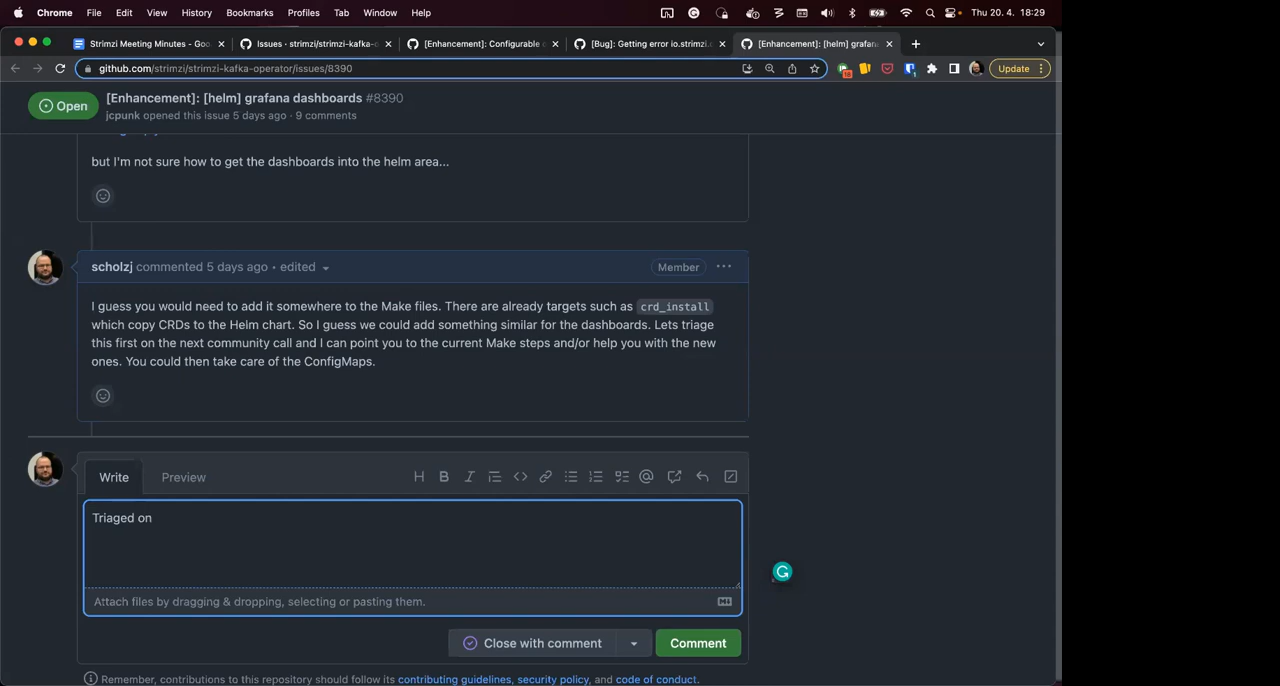 Chrome File Edit View History Bookmarks Profiles Tab Window Help Thu 20. 4. 18:29
Strimzi Meeting Minutes - Goo Issues · strimzi/strimzi-kafka-o [Enhancement]: Configurable c [Bug]: Getting error io.strimzi.c [Enhancement]: [helm] grafana
github.com/strimzi/strimzi-kafka-operator/issues/8390 18 Update
Open
[Enhancement]: [helm] grafana dashboards #8390
jcpunk opened this issue 5 days ago · 9 comments
but I'm not sure how to get the dashboards into the helm area...
scholzj commented 5 days ago • edited Member
I guess you would need to add it somewhere to the Make files. There are already targets such as crd_install
which copy CRDs to the Helm chart. So I guess we could add something similar for the dashboards. Lets triage
this first on the next community call and I can point you to the current Make steps and/or help you with the new
ones. You could then take care of the ConfigMaps.
Write Preview
Triaged on
Attach files by dragging & dropping, selecting or pasting them.
Close with comment Comment
Remember, contributions to this repository should follow its contributing guidelines, security policy, and code of conduct.